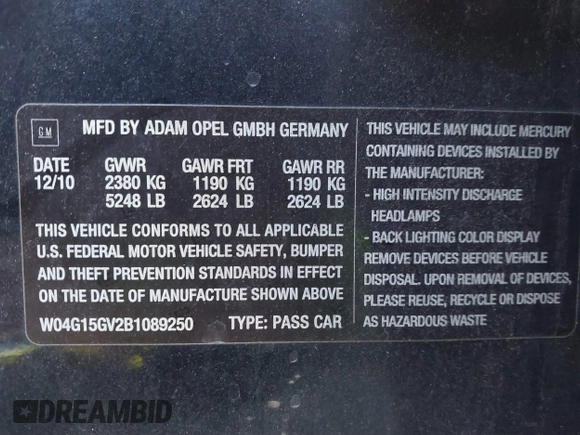 GM
MFD BY ADAM OPEL GMBH GERMANY
DATE GVWR GAWR FRT GAWR RR
12/10 2380 KG 1190 KG 1190 KG
5248 LB 2624 LB 2624 LB
THIS VEHICLE CONFORMS TO ALL APPLICABLE
U.S. FEDERAL MOTOR VEHICLE SAFETY, BUMPER
AND THEFT PREVENTION STANDARDS IN EFFECT
ON THE DATE OF MANUFACTURE SHOWN ABOVE
W04G15GV2B1089250 TYPE: PASS CAR
THIS VEHICLE MAY INCLUDE MERCURY
CONTAINING DEVICES INSTALLED BY
THE MANUFACTURER:
- HIGH INTENSITY DISCHARGE
HEADLAMPS
- BACK LIGHTING COLOR DISPLAY
REMOVE DEVICES BEFORE VEHICLE
DISPOSAL. UPON REMOVAL OF DEVICES,
PLEASE REUSE, RECYCLE OR DISPOSE
AS HAZARDOUS WASTE
DREAMBID